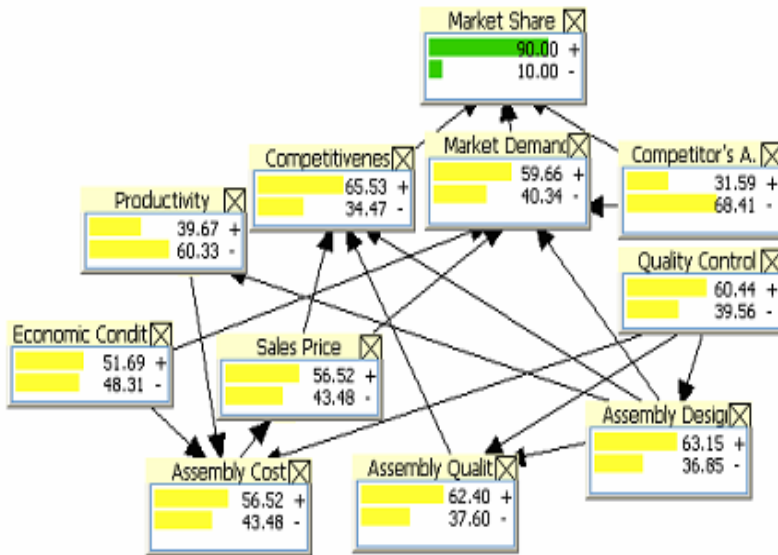 Market Share
90.00 +
10.00 -
Competitivenes
65.53 +
34.47 -
Market Demand
59.66 +
40.34 -
Competitor's A.
31.59 +
68.41 -
Productivity
39.67 +
60.33 -
Quality Control
60.44 +
39.56 -
Economic Condit
51.69 +
48.31 -
Sales Price
56.52 +
43.48 -
Assembly Desig
63.15 +
36.85 -
Assembly Cost
56.52 +
43.48 -
Assembly Qualit
62.40 +
37.60 -